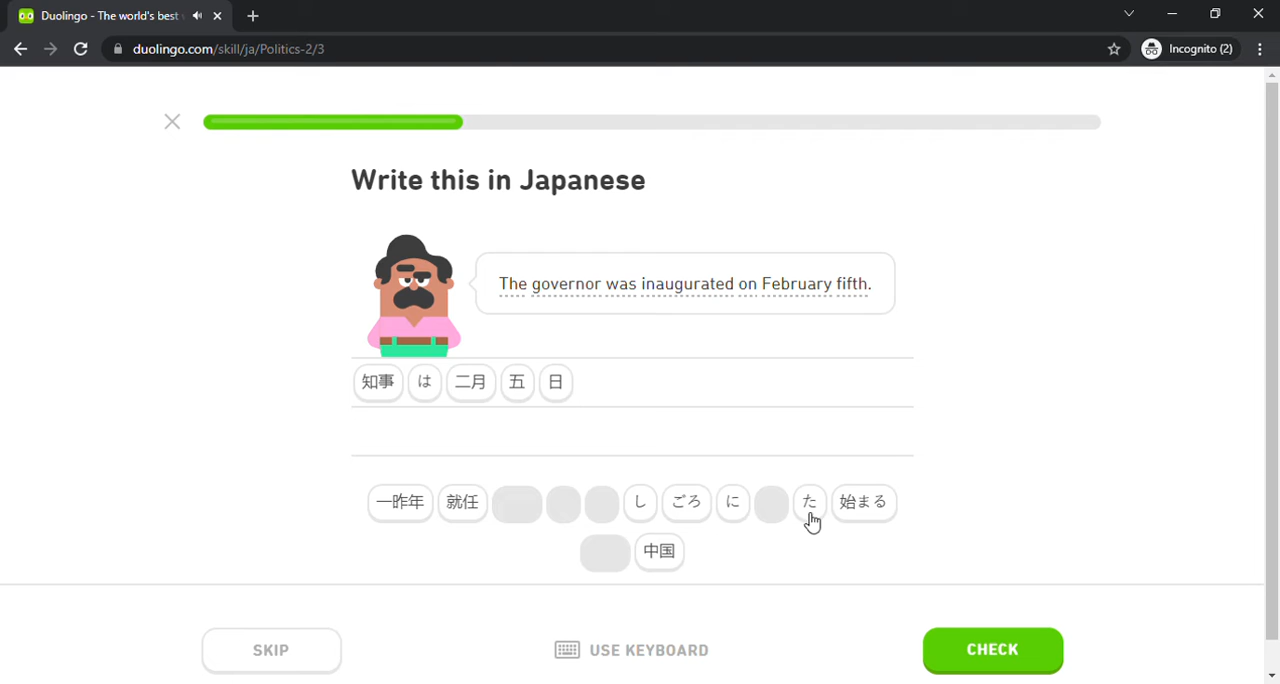 Duolingo - The world's best
duolingo.com/skill/ja/Politics-2/3
Incognito (2)
Write this in Japanese
The governor was inaugurated on February fifth.
知事 は 二月 五 日
一昨年 就任 し ごろ に た 始まる
中国
SKIP
USE KEYBOARD
CHECK